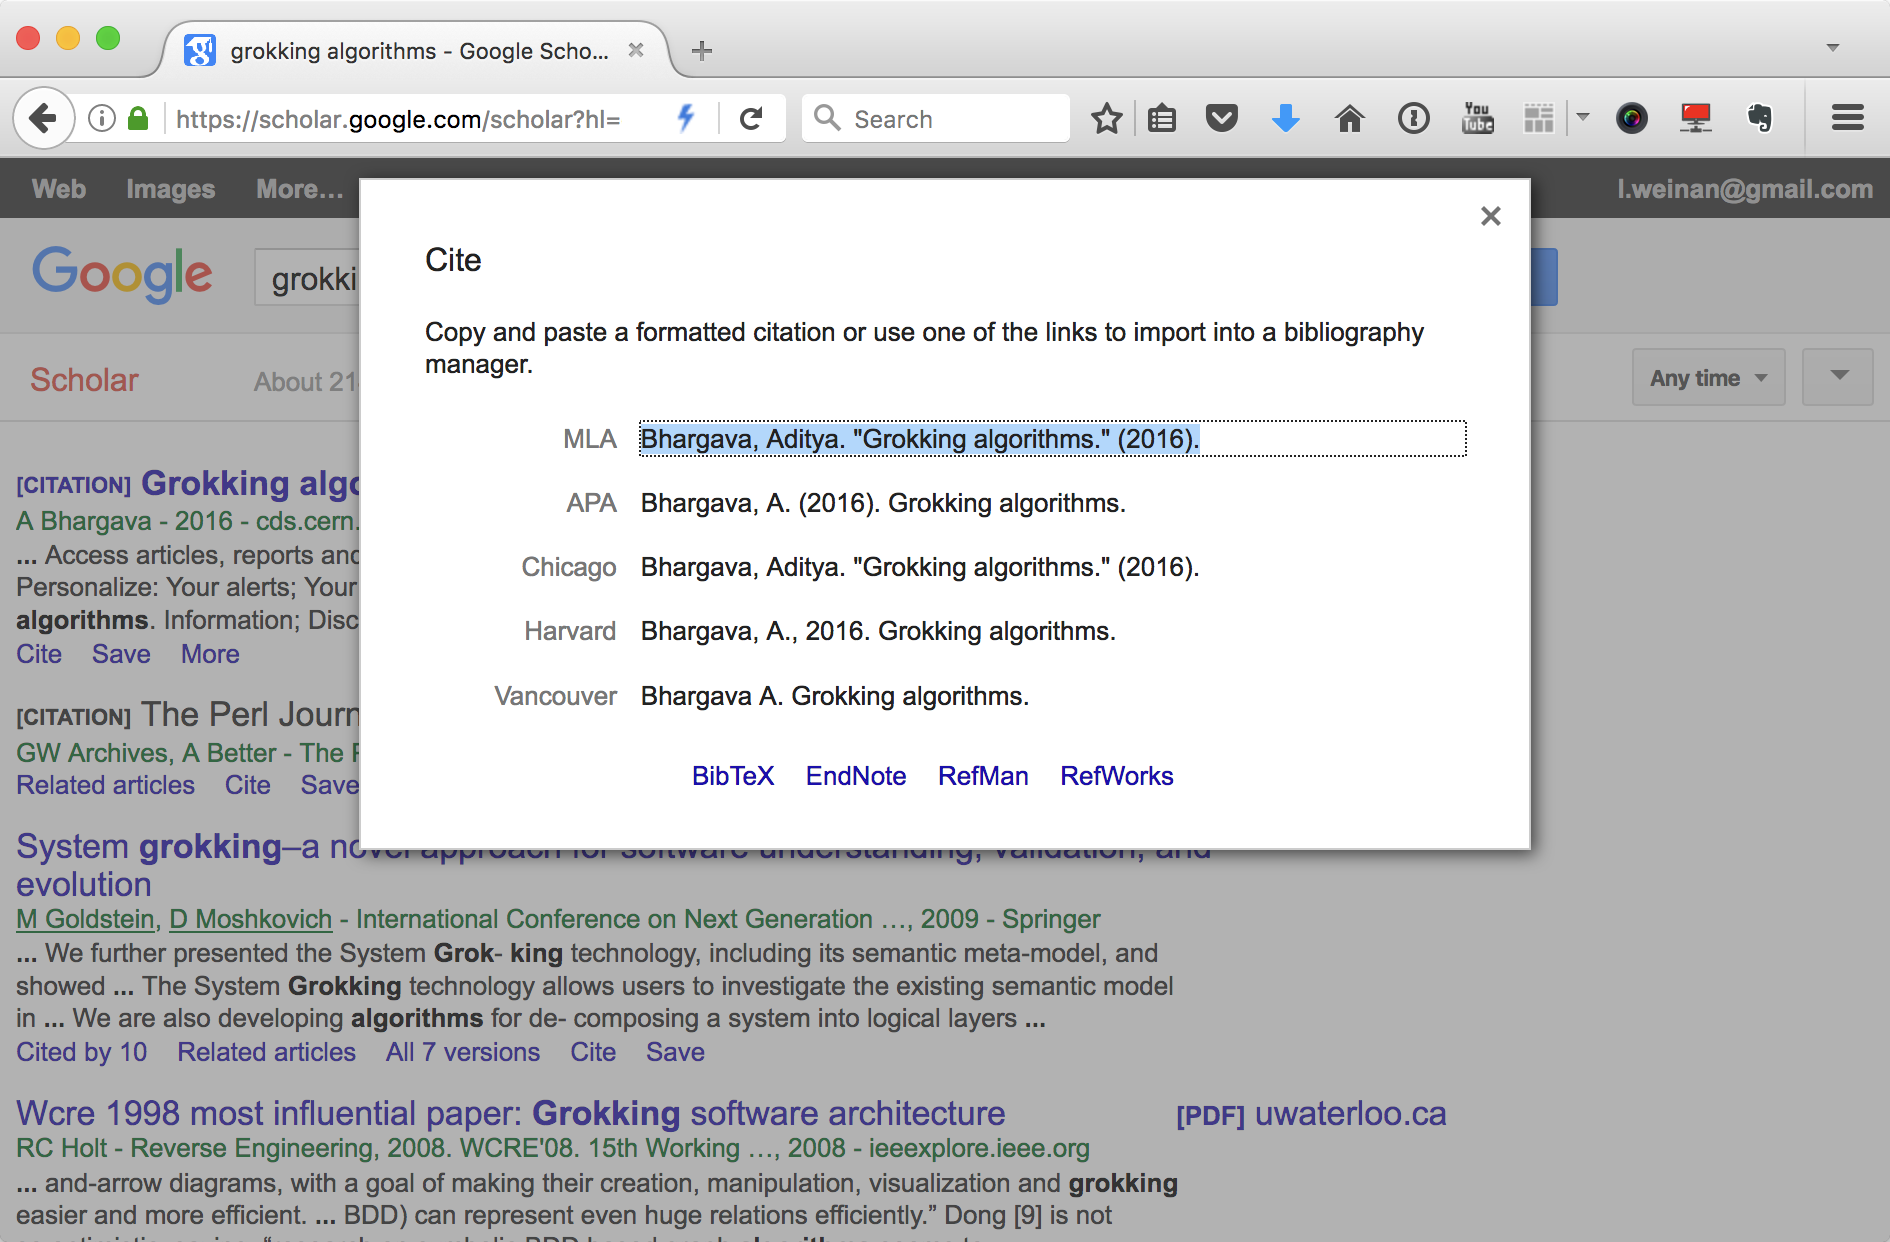 grokking algorithms - Google Scho...
https://scholar.google.com/scholar?hl=
Search
You
Tube
Web Images More... l.weinan@gmail.com
Google grokki
Scholar About 21 Any time
Cite
Copy and paste a formatted citation or use one of the links to import into a bibliography
manager.
MLA Bhargava, Aditya. "Grokking algorithms." (2016).
APA Bhargava, A. (2016). Grokking algorithms.
Chicago Bhargava, Aditya. "Grokking algorithms." (2016).
Harvard Bhargava, A., 2016. Grokking algorithms.
Vancouver Bhargava A. Grokking algorithms.
BibTeX EndNote RefMan RefWorks
[CITATION] Grokking algo
A Bhargava - 2016 - cds.cern.
... Access articles, reports and
Personalize: Your alerts; Your
algorithms. Information; Disc
Cite Save More
[CITATION] The Perl Journ
GW Archives, A Better - The
Related articles Cite Save
System grokking–a novel approach for software understanding, validation, and
evolution
M Goldstein, D Moshkovich - International Conference on Next Generation …, 2009 - Springer
... We further presented the System Grok- king technology, including its semantic meta-model, and
showed ... The System Grokking technology allows users to investigate the existing semantic model
in ... We are also developing algorithms for de- composing a system into logical layers ...
Cited by 10 Related articles All 7 versions Cite Save
Wcre 1998 most influential paper: Grokking software architecture [PDF] uwaterloo.ca
RC Holt - Reverse Engineering, 2008. WCRE'08. 15th Working …, 2008 - ieeexplore.ieee.org
... and-arrow diagrams, with a goal of making their creation, manipulation, visualization and grokking
easier and more efficient. ... BDD) can represent even huge relations efficiently.” Dong [9] is not